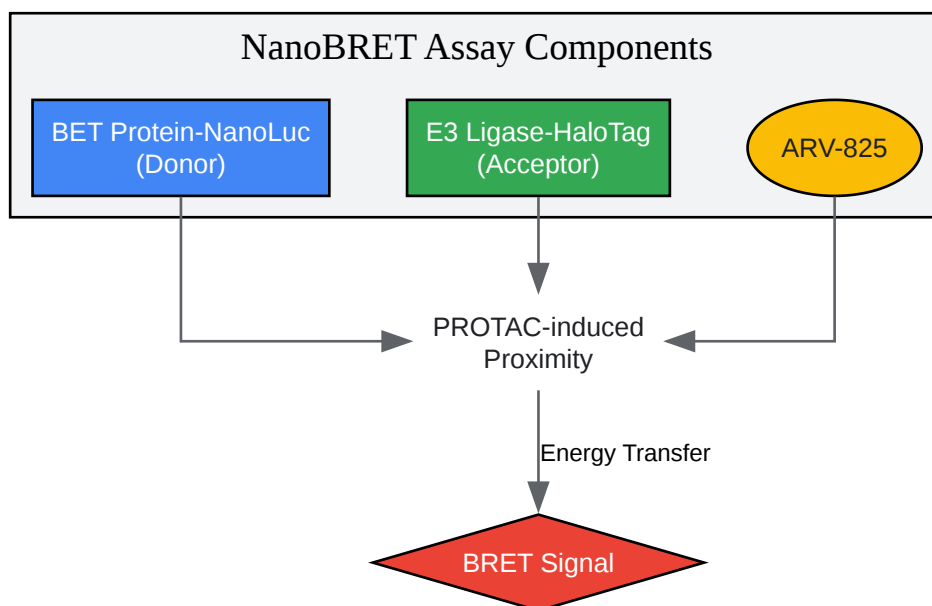 NanoBRET Assay Components
BET Protein-NanoLuc
(Donor)
E3 Ligase-HaloTag
(Acceptor)
ARV-825
PROTAC-induced
Proximity
Energy Transfer
BRET Signal